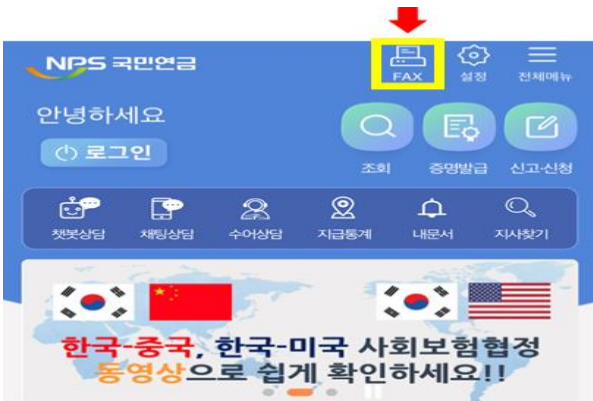 NPS 국민연금
FAX 설정 전체메뉴
안녕하세요
로그인
조회 증명발급 신고·신청
챗봇상담 채팅상담 수어상담 지급통계 내문서 지사찾기
한국-중국, 한국-미국 사회보험협정
동영상으로 쉽게 확인하세요!!